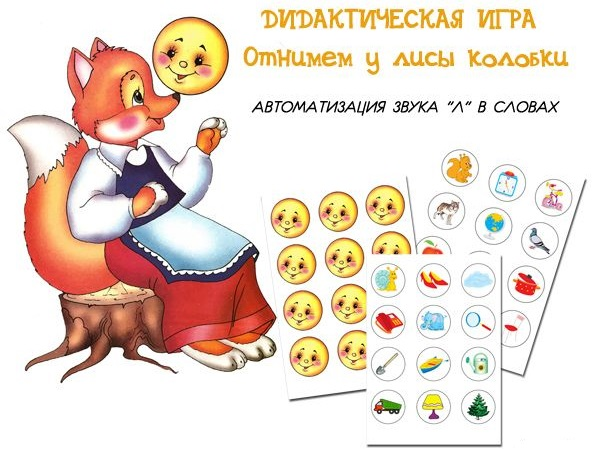 ДИДАКТИЧЕСКАЯ ИГРА
Отнимем у лисы колобки
АВТОМАТИЗАЦИЯ ЗВУКА "Л" В СЛОВАХ